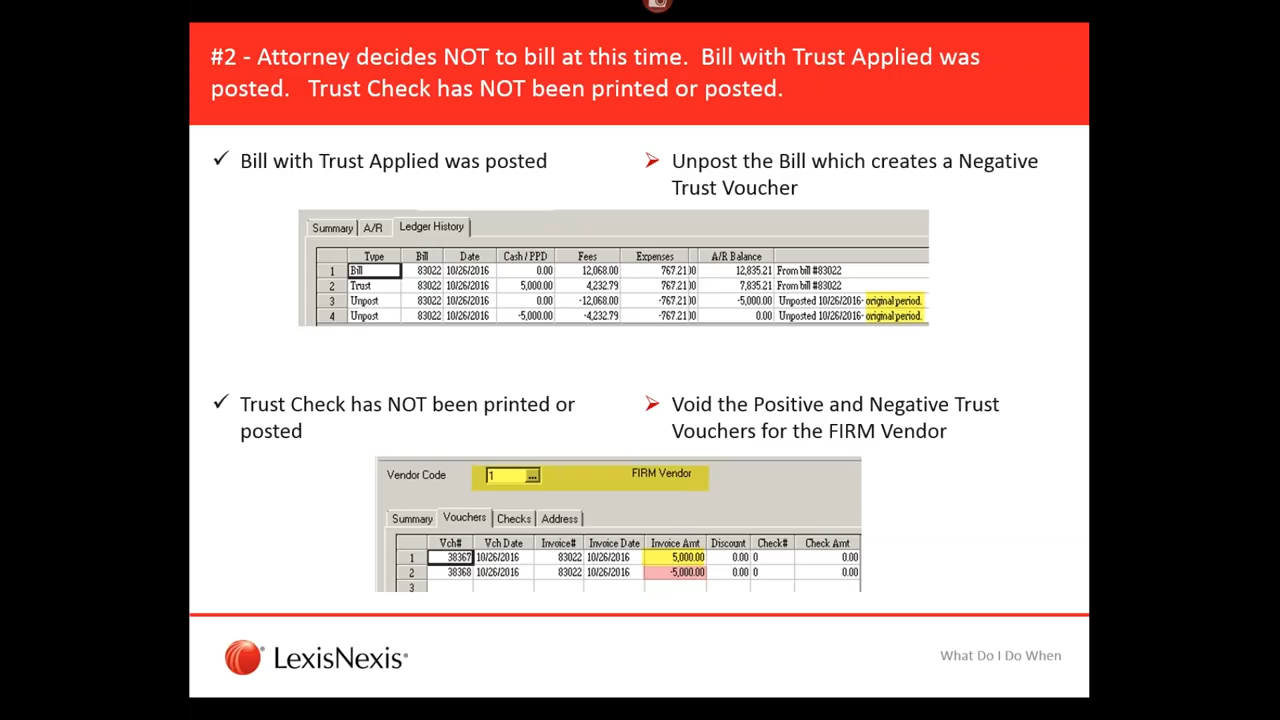 #2 - Attorney decides NOT to bill at this time.  Bill with Trust Applied was
posted.   Trust Check has NOT been printed or posted.
✓ Bill with Trust Applied was posted
➢ Unpost the Bill which creates a Negative
Trust Voucher
Summary A/R Ledger History
Type Bill Date Cash / PPD Fees Expenses A/R Balance
1 Bill 83022 10/26/2016 0.00 12,068.00 767.21 )0 12,835.21 From bill #83022
2 Trust 83022 10/26/2016 5,000.00 4,232.79 767.21 )0 7,835.21 From bill #83022
3 Unpost 83022 10/26/2016 0.00 -12,068.00 -767.21 )0 -5,000.00 Unposted 10/26/2016- original period.
4 Unpost 83022 10/26/2016 -5,000.00 -4,232.79 -767.21 )0 0.00 Unposted 10/26/2016- original period.
✓ Trust Check has NOT been printed or
posted
➢ Void the Positive and Negative Trust
Vouchers for the FIRM Vendor
Vendor Code 1 ... FIRM Vendor
Summary Vouchers Checks Address
Vch# Vch Date Invoice# Invoice Date Invoice Amt Discount Check# Check Amt
1 38367 10/26/2016 83022 10/26/2016 5,000.00 0.00 0 0.00
2 38368 10/26/2016 83022 10/26/2016 -5,000.00 0.00 0 0.00
3
LexisNexis®
What Do I Do When